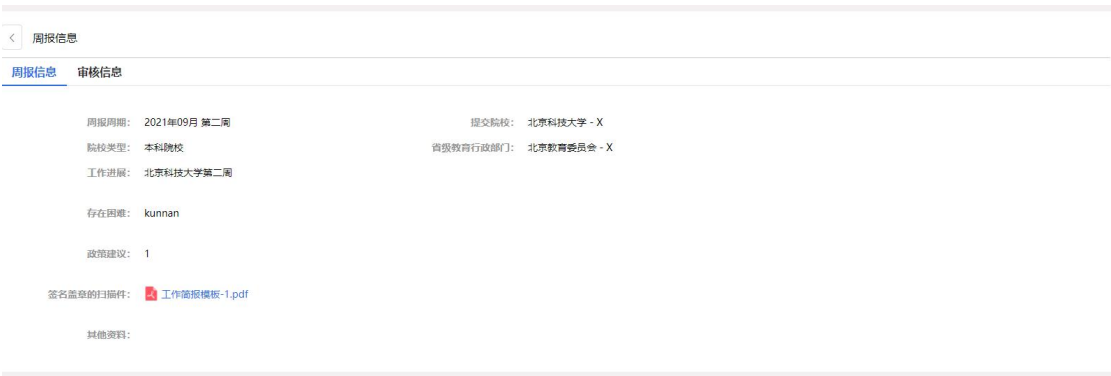 周报信息
周报信息 审核信息
周报周期： 2021年09月 第二周 提交院校： 北京科技大学 - X
院校类型： 本科院校 省级教育行政部门： 北京教育委员会 - X
工作进展： 北京科技大学第二周
存在困难： kunnan
政策建议： 1
签名盖章的扫描件： 工作简报模板-1.pdf
其他资料：